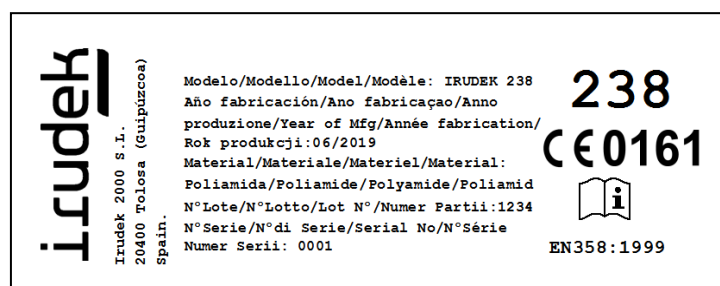 irudek
Irudek 2000 S.L.
20400 Tolosa (Guipúzcoa)
Spain.
Modelo/Modello/Model/Modèle: IRUDEK 238
Año fabricación/Ano fabricaçao/Anno
produzione/Year of Mfg/Année fabrication/
Rok produkcji:06/2019
Material/Materiale/Materiel/Material:
Poliamida/Poliamide/Polyamide/Poliamid
N°Lote/N°Lotto/Lot N°/Numer Partii:1234
N°Serie/N°di Serie/Serial No/N°Série
Numer Serii: 0001
238
CE0161
i
EN358:1999